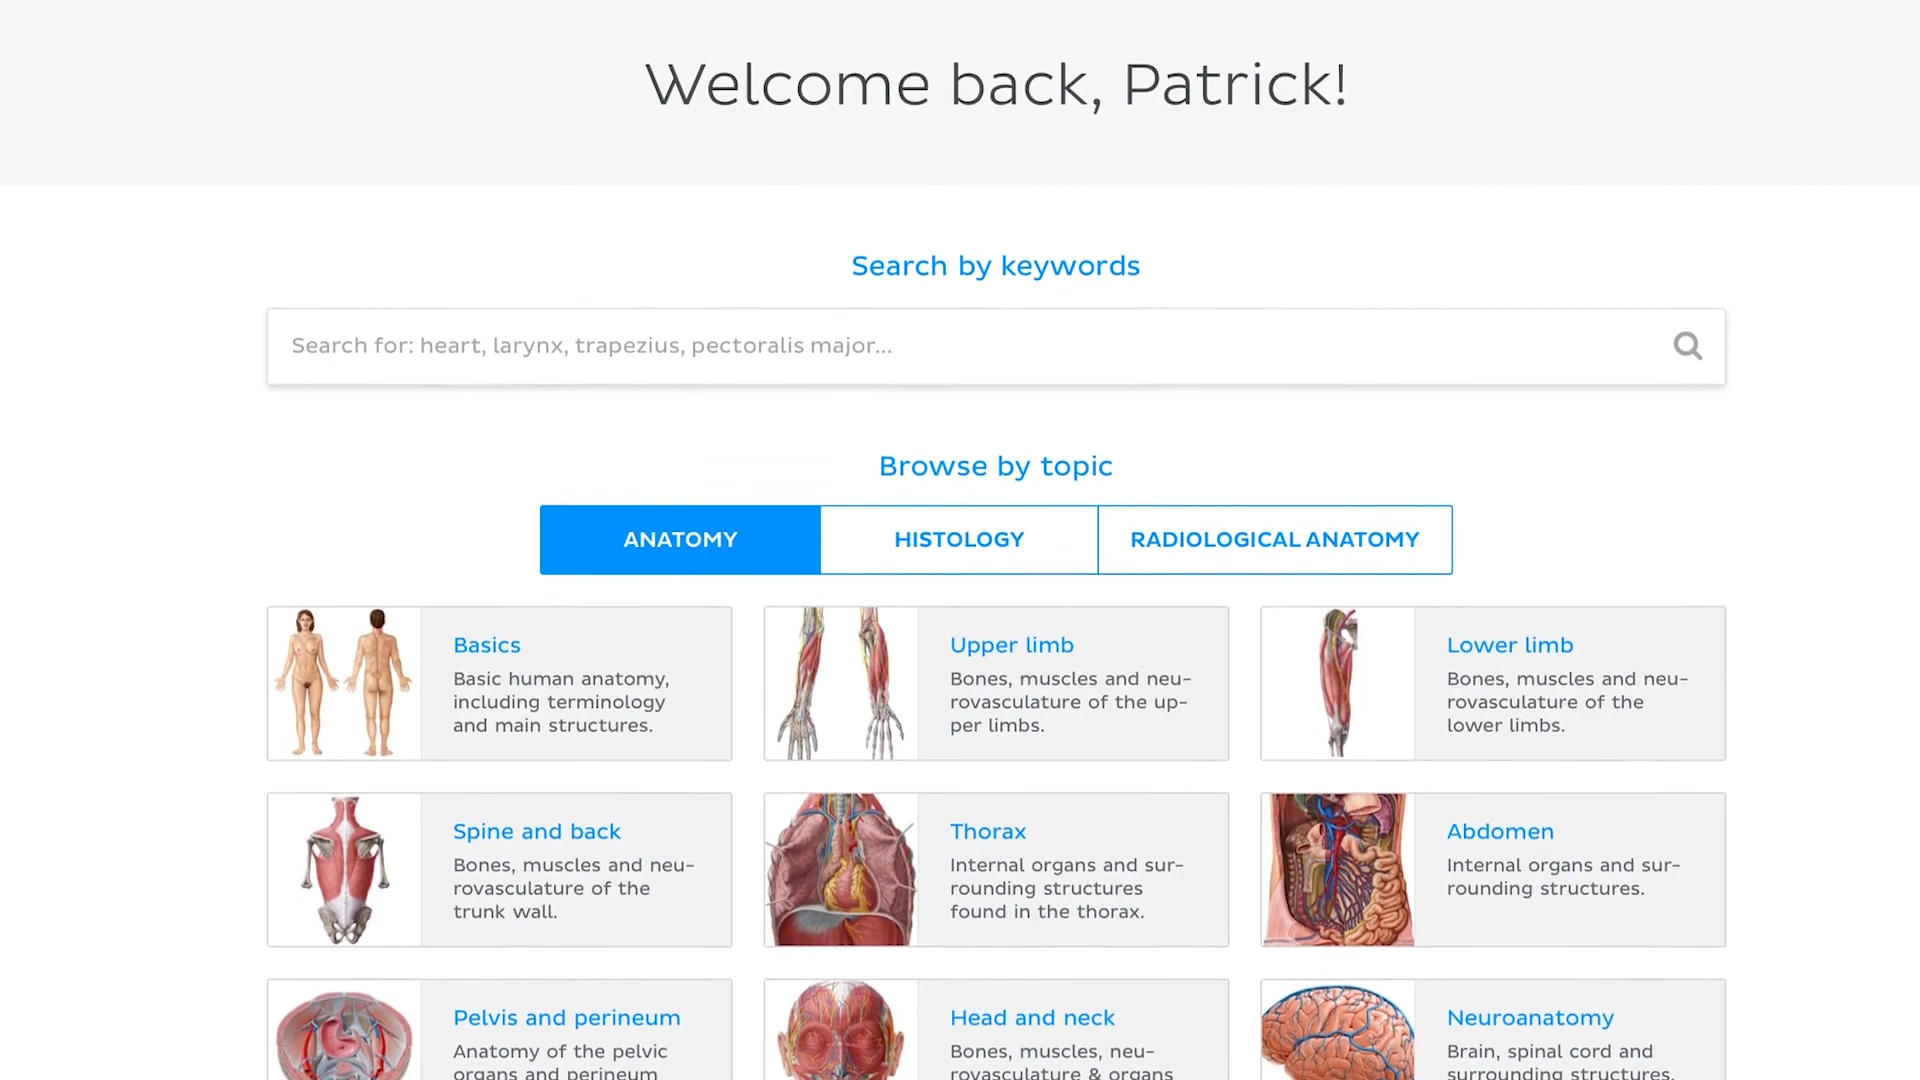 Welcome back, Patrick!
Search by keywords
Search for: heart, larynx, trapezius, pectoralis major...
Browse by topic
ANATOMY
HISTOLOGY
RADIOLOGICAL ANATOMY
Basics
Basic human anatomy,
including terminology
and main structures.
Upper limb
Bones, muscles and neu-
rovasculature of the up-
per limbs.
Lower limb
Bones, muscles and neu-
rovasculature of the
lower limbs.
Spine and back
Bones, muscles and neu-
rovasculature of the
trunk wall.
Thorax
Internal organs and sur-
rounding structures
found in the thorax.
Abdomen
Internal organs and sur-
rounding structures.
Pelvis and perineum
Anatomy of the pelvic
organs and perineum
Head and neck
Bones, muscles, neu-
rovasculature & organs
Neuroanatomy
Brain, spinal cord and
surrounding structures.